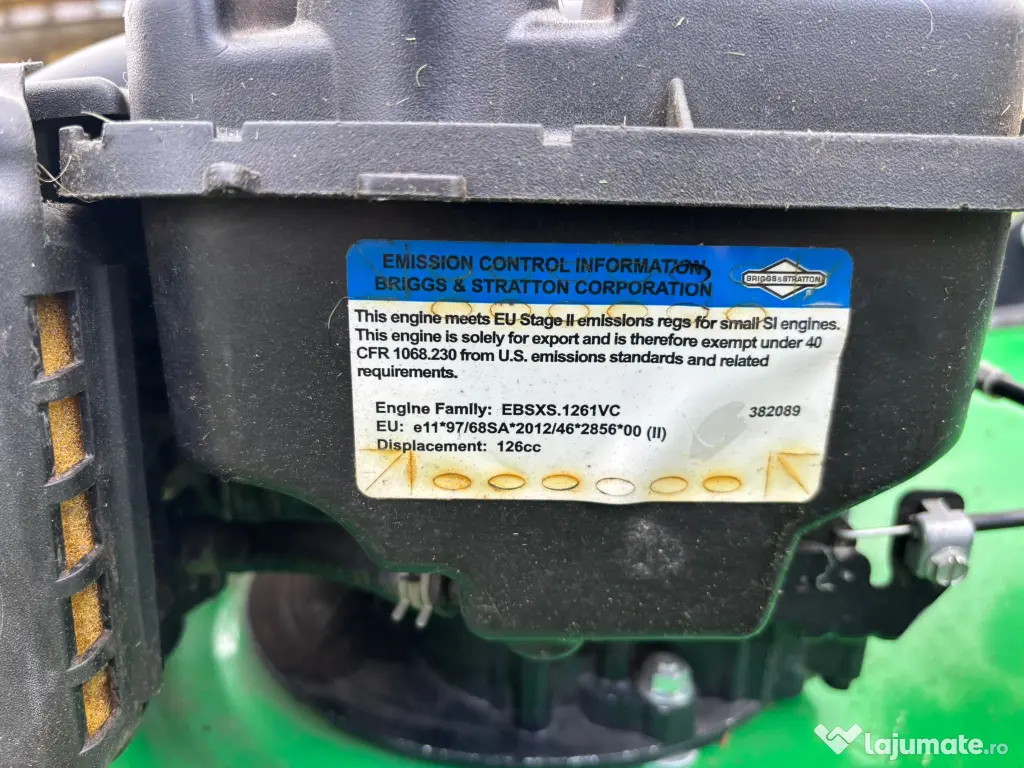 EMISSION CONTROL INFORMATION
BRIGGS & STRATTON CORPORATION
BRIGGS & STRATTON
This engine meets EU Stage II emissions regs for small SI engines.
This engine is solely for export and is therefore exempt under 40
CFR 1068.230 from U.S. emissions standards and related
requirements.
Engine Family: EBSXS.1261VC
382089
EU: e11*97/68SA*2012/46*2856*00 (II)
Displacement: 126cc
lajumate.ro